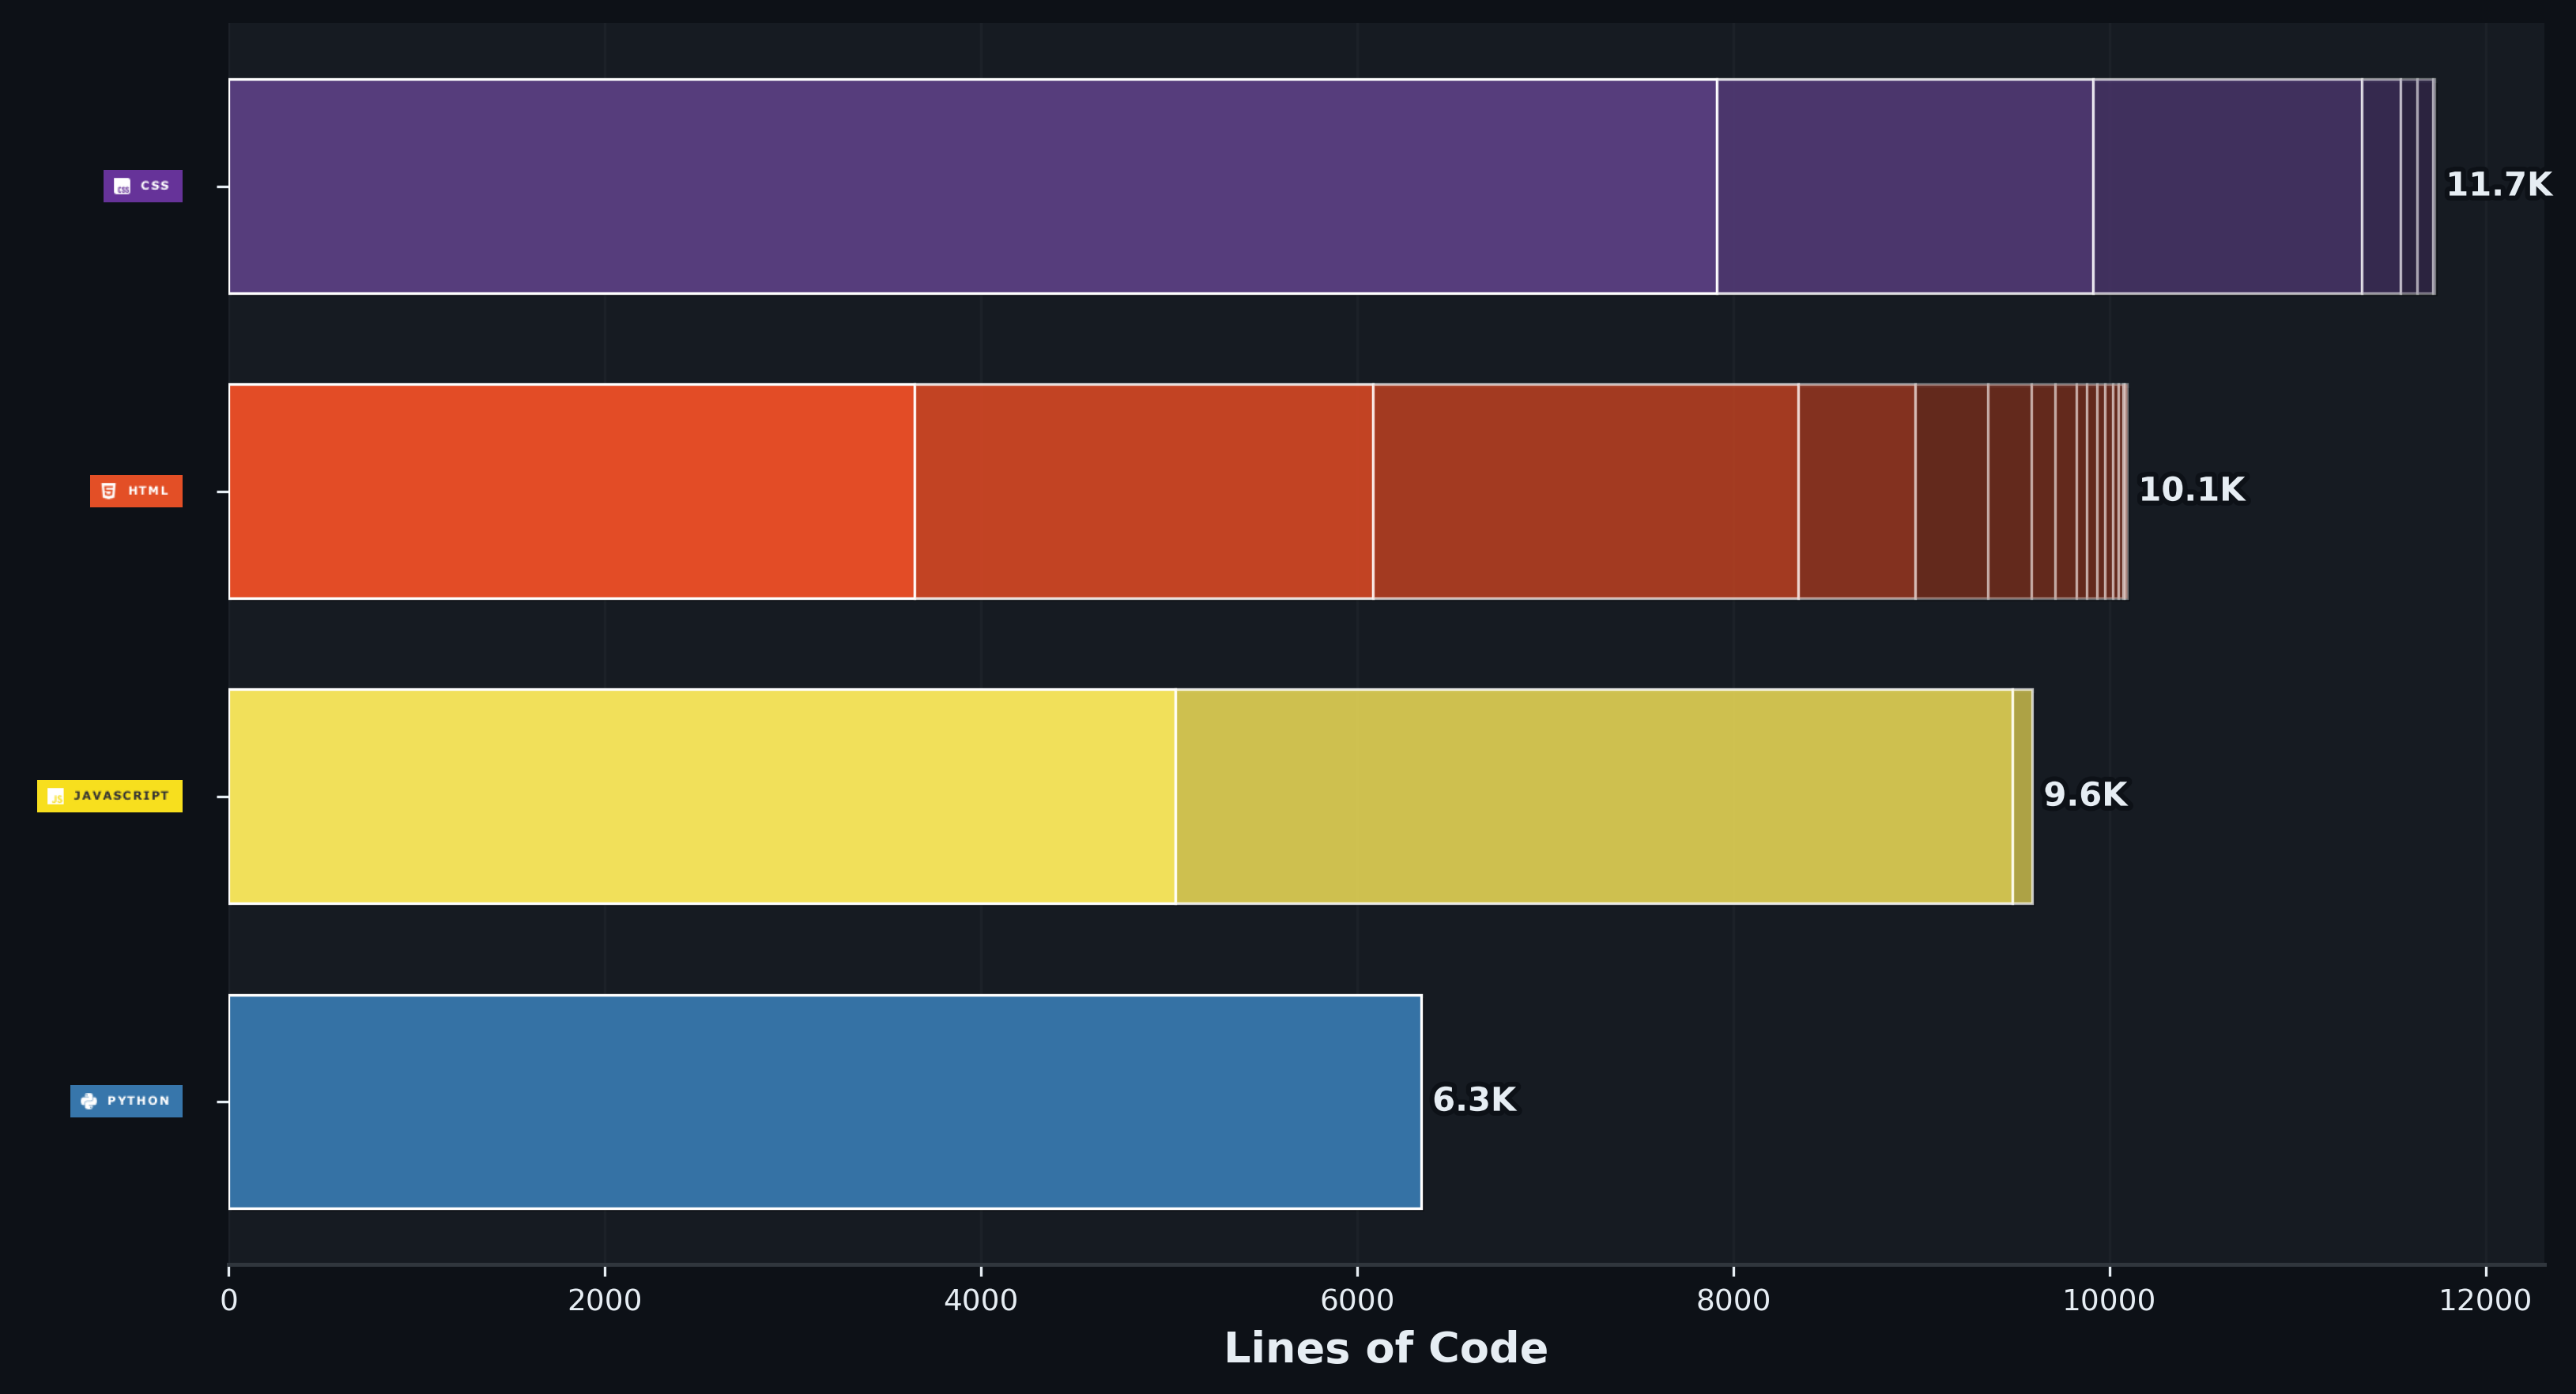 CSS
11.7K
HTML
10.1K
JS JAVASCRIPT
9.6K
PYTHON
6.3K
0 2000 4000 6000 8000 10000 12000
Lines of Code